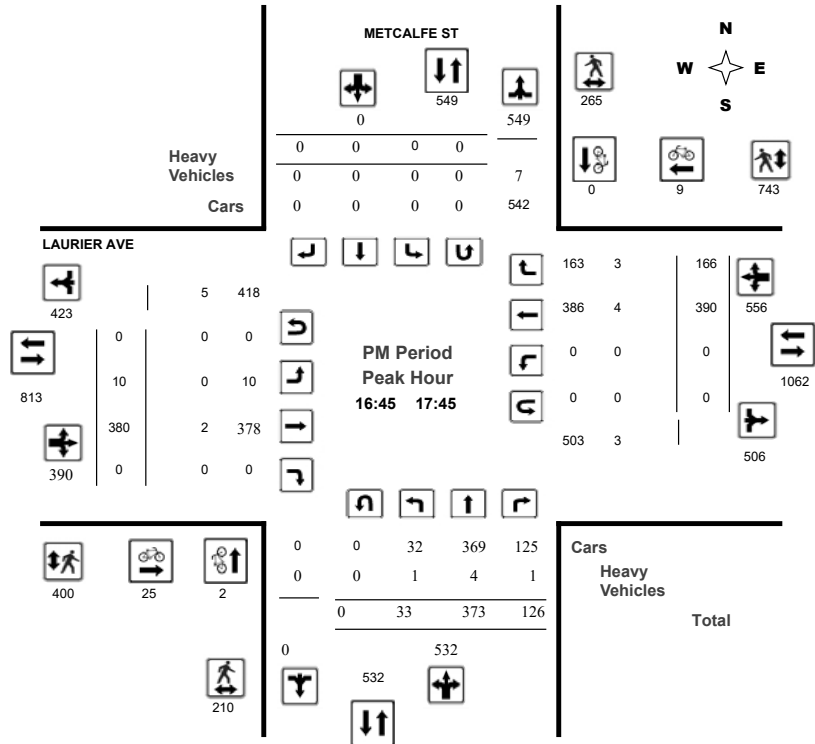 METCALFE ST
N
W E
S
549
265
0 549
0 0 0 0
Heavy
Vehicles
0 0 0 0 7
0 9 743
Cars 0 0 0 0 542
LAURIER AVE
163 3 166
5 418
423
386 4 390 556
0 0 0
813
PM Period
Peak Hour
16:45 17:45
0 0 0
1062
10 0 10
0 0 0
380 2 378
503 3
506
390
0 0 0
0 0 32 369 125 Cars
0 0 1 4 1 Heavy
Vehicles
400 25 2
0 33 373 126 Total
0 532
532
210